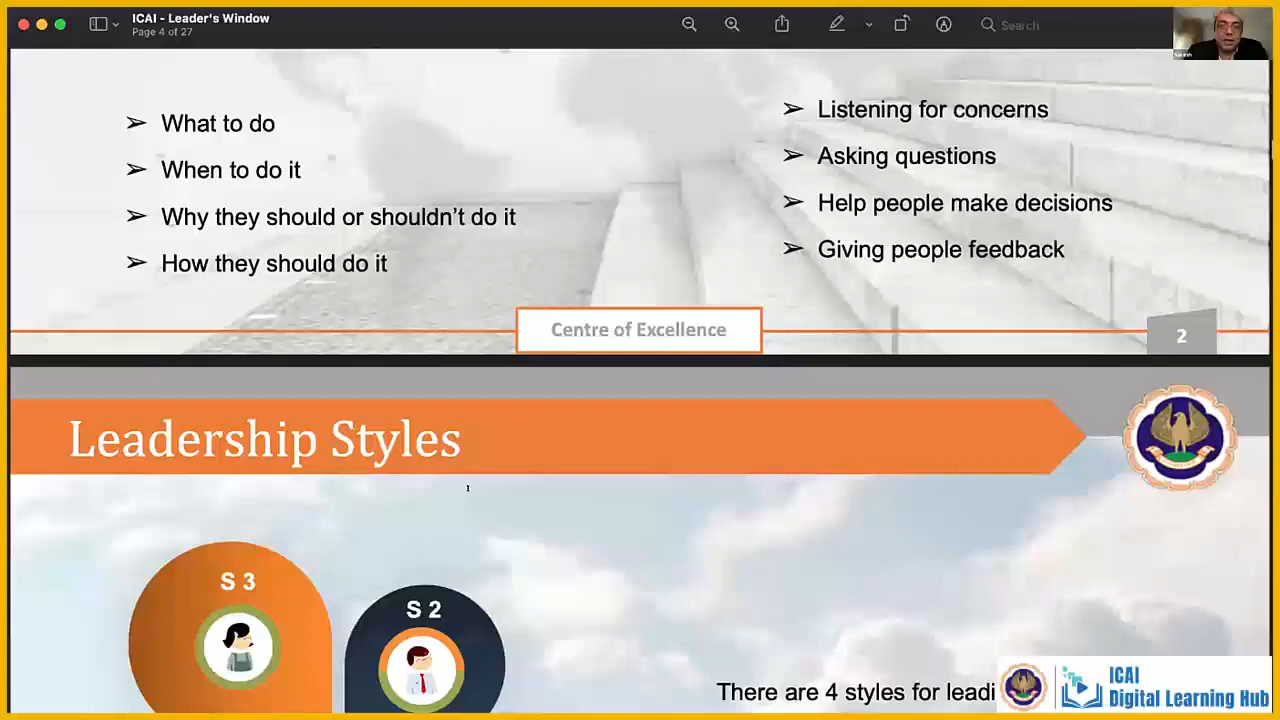 ICAI - Leader's Window
Page 4 of 27
Search
➢ What to do
➢ When to do it
➢ Why they should or shouldn't do it
➢ How they should do it
➢ Listening for concerns
➢ Asking questions
➢ Help people make decisions
➢ Giving people feedback
Centre of Excellence
2
Leadership Styles
S 3
S 2
There are 4 styles for leadi
ICAI
Digital Learning Hub